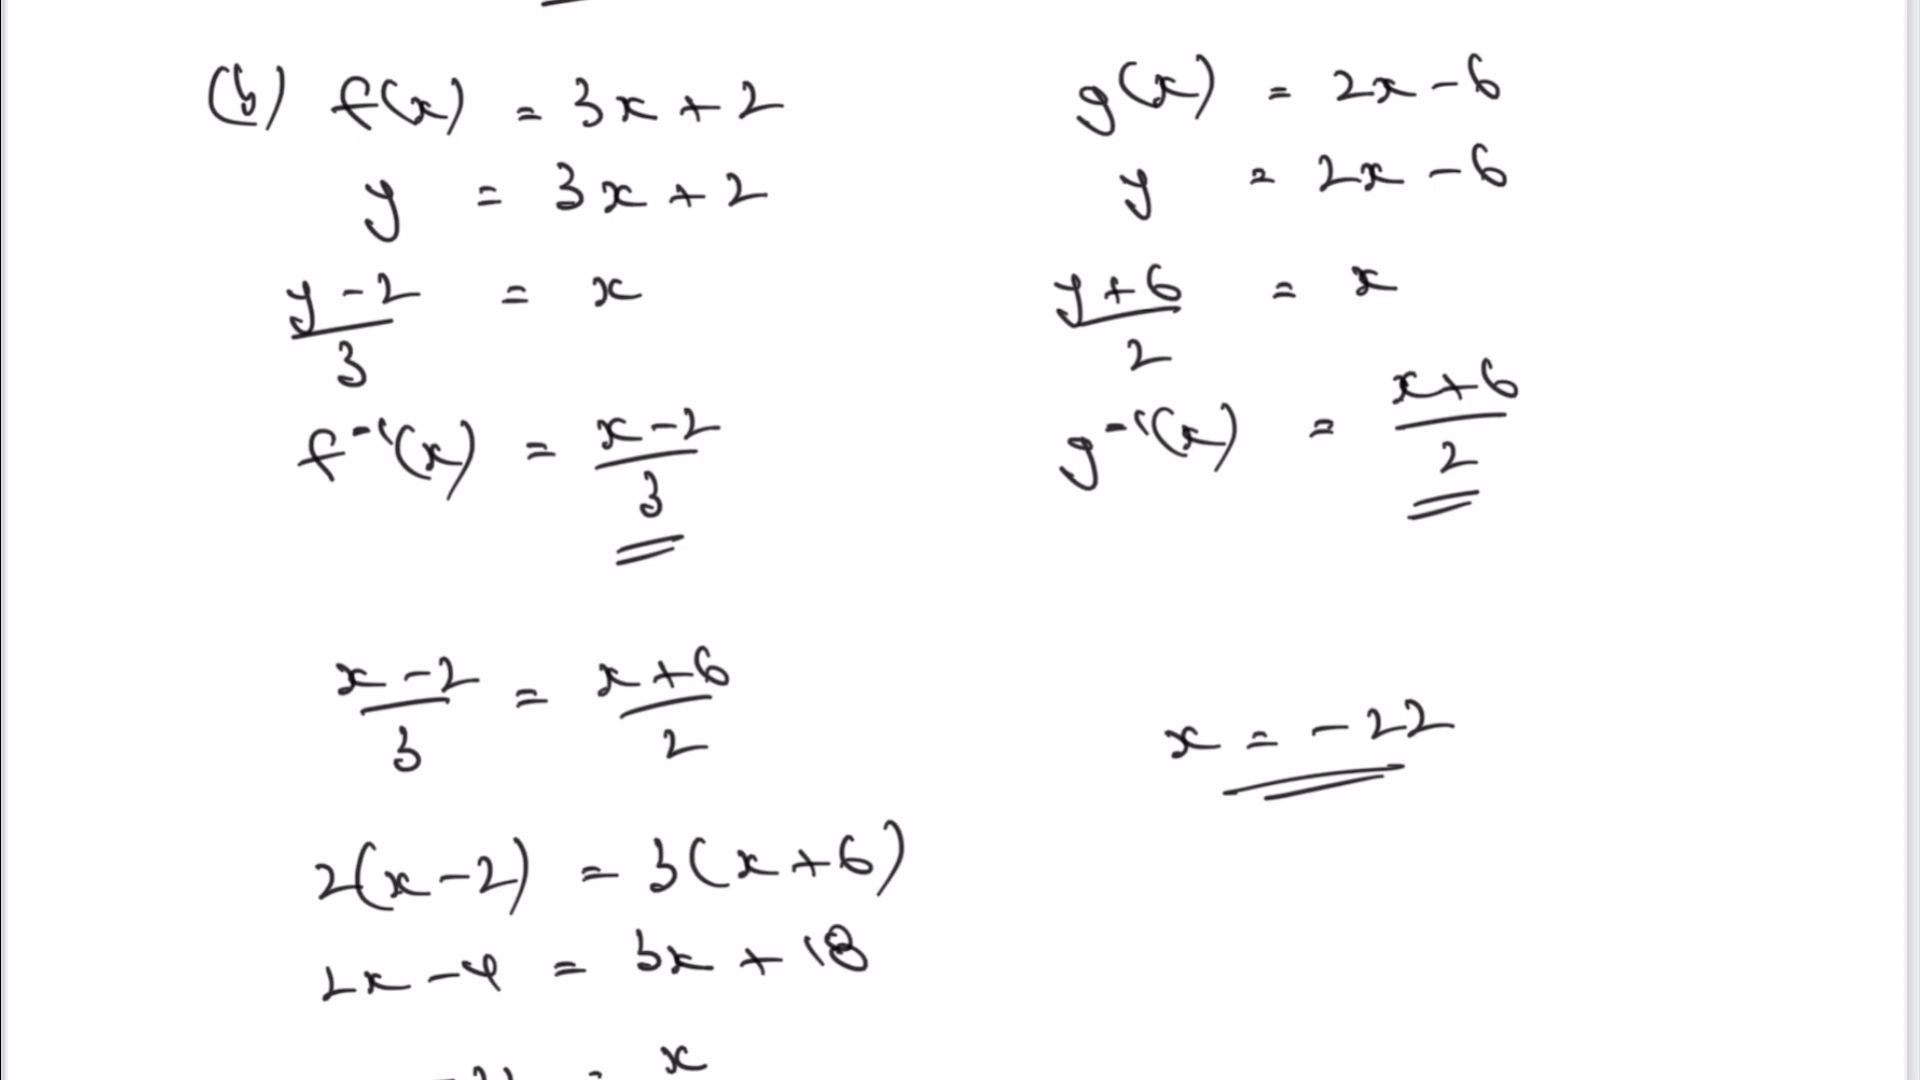 (b) f(x) = 3x + 2
y = 3x + 2
y - 2 / 3 = x
f⁻¹(x) = x - 2 / 3
g(x) = 2x - 6
y = 2x - 6
y + 6 / 2 = x
g⁻¹(x) = x + 6 / 2
x - 2 / 3 = x + 6 / 2
2(x - 2) = 3(x + 6)
2x - 4 = 3x + 18
= x
x = - 22